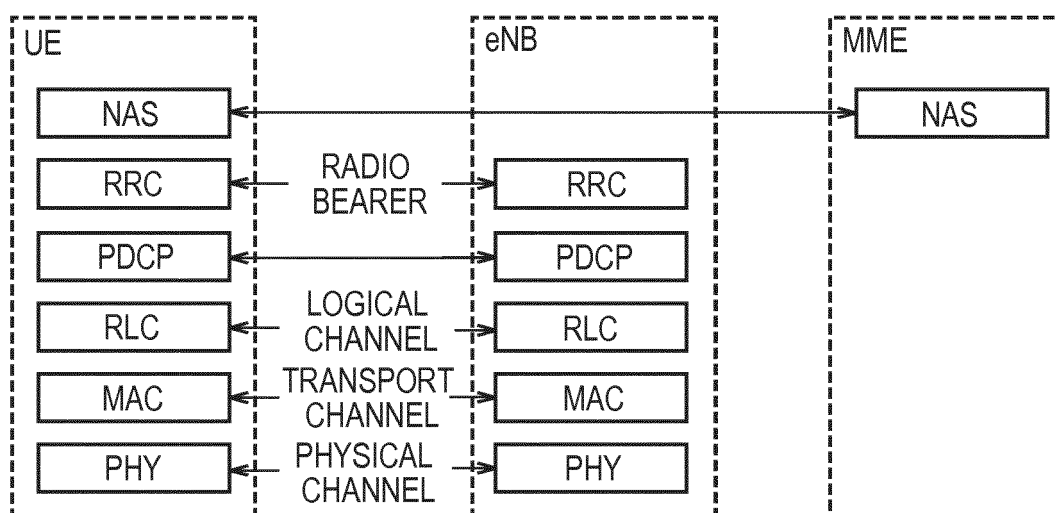 UE
eNB
MME
NAS
NAS
RRC
RADIO
BEARER
RRC
PDCP
PDCP
RLC
LOGICAL
CHANNEL
RLC
MAC
TRANSPORT
CHANNEL
MAC
PHY
PHYSICAL
CHANNEL
PHY